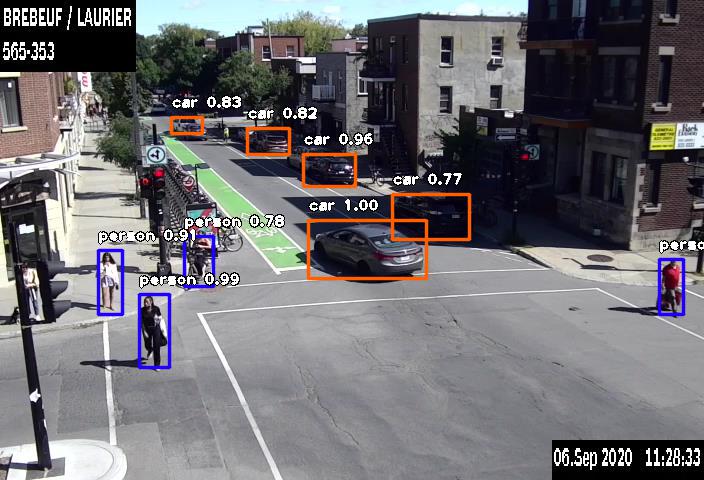 BREBEUF / LAURIER
565-353
car 0.83
car 0.82
car 0.96
car 0.77
car 1.00
person 0.78
person 0.91
person 0.99
perso
06.Sep 2020 11:28:33